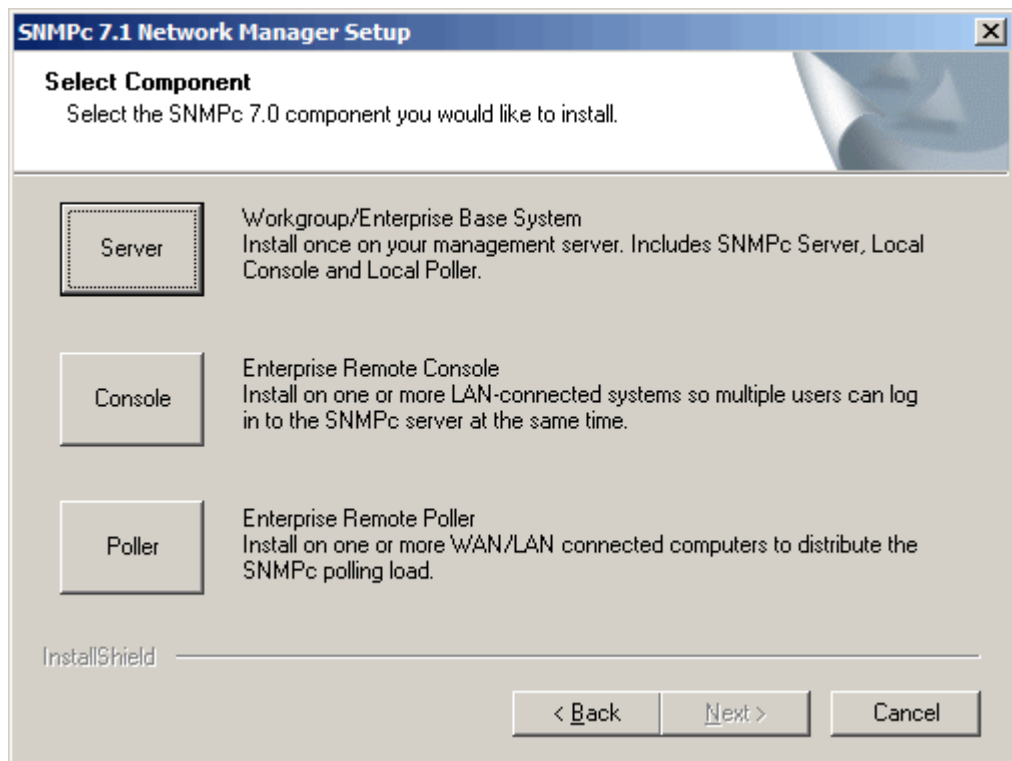 SNMPc 7.1 Network Manager Setup
Select Component
Select the SNMPc 7.0 component you would like to install.
Server
Workgroup/Enterprise Base System
Install once on your management server. Includes SNMPc Server, Local
Console and Local Poller.
Console
Enterprise Remote Console
Install on one or more LAN-connected systems so multiple users can log
in to the SNMPc server at the same time.
Poller
Enterprise Remote Poller
Install on one or more WAN/LAN connected computers to distribute the
SNMPc polling load.
InstallShield
< Back
Next >
Cancel